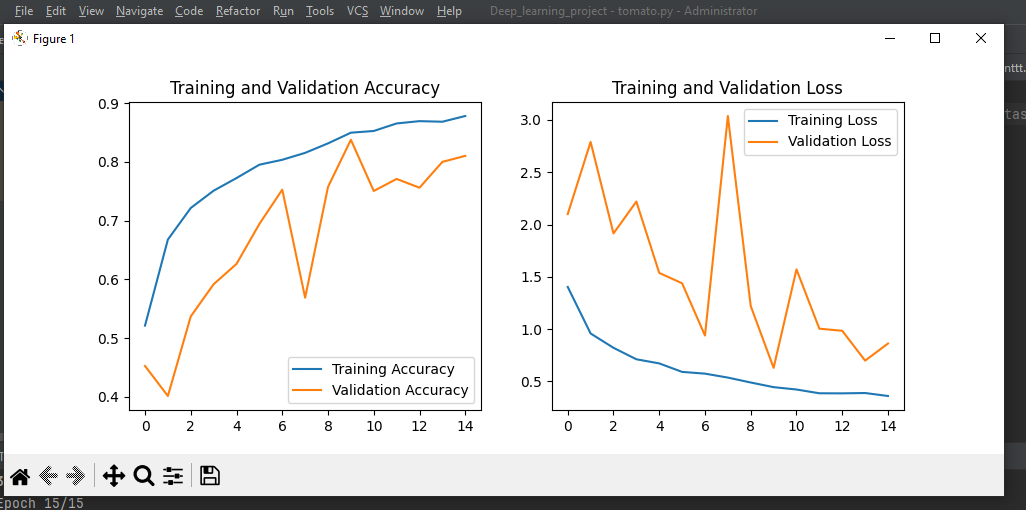 File Edit View Navigate Code Refactor Run Tools VCS Window Help Deep_learning_project - tomato.py - Administrator
Figure 1
nttt.
tas
Training and Validation Accuracy
0.9
0.8
0.7
0.6
0.5
0.4
0 2 4 6 8 10 12 14
Training Accuracy
Validation Accuracy
Training and Validation Loss
3.0
2.5
2.0
1.5
1.0
0.5
0 2 4 6 8 10 12 14
Training Loss
Validation Loss
Epoch 15/15